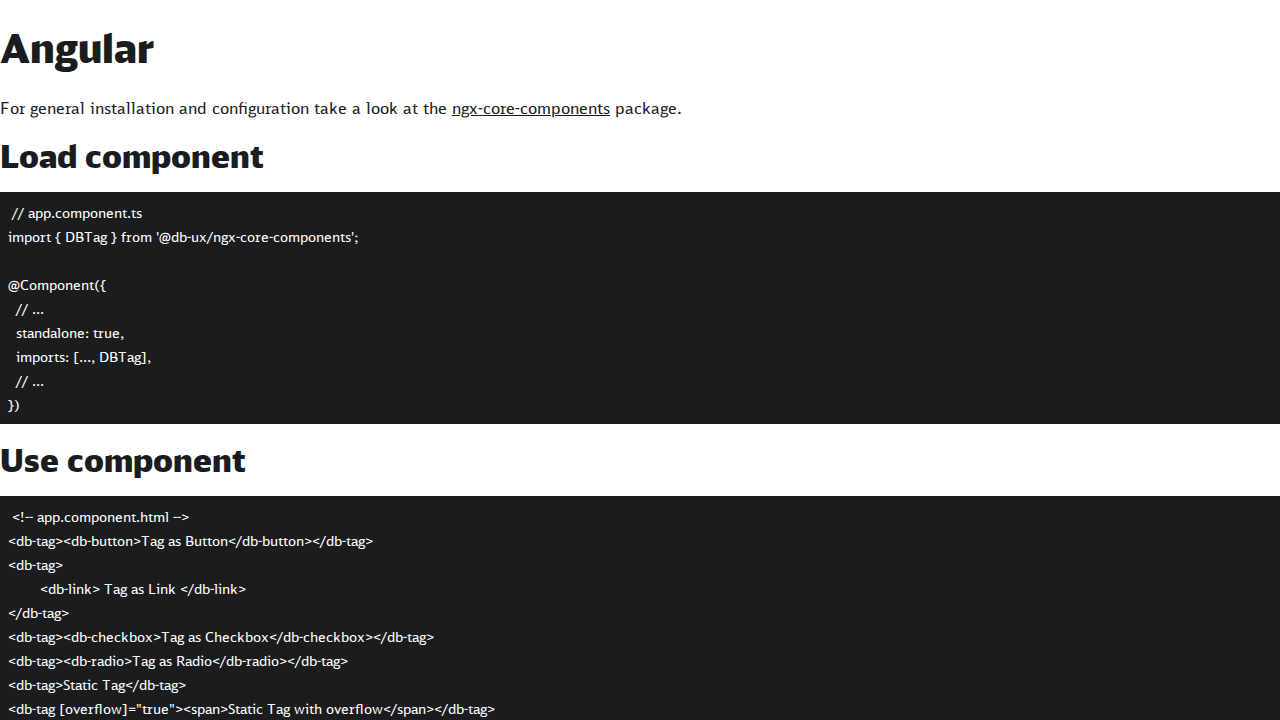 Angular
For general installation and configuration take a look at the ngx-core-components package.
Load component
// app.component.ts
import { DBTag } from '@db-ux/ngx-core-components';
@Component({
// ...
standalone: true,
imports: [..., DBTag],
// ...
})
Use component
<!-- app.component.html -->
<db-tag><db-button>Tag as Button</db-button></db-tag>
<db-tag>
<db-link> Tag as Link </db-link>
</db-tag>
<db-tag><db-checkbox>Tag as Checkbox</db-checkbox></db-tag>
<db-tag><db-radio>Tag as Radio</db-radio></db-tag>
<db-tag>Static Tag</db-tag>
<db-tag [overflow]="true"><span>Static Tag with overflow</span></db-tag>